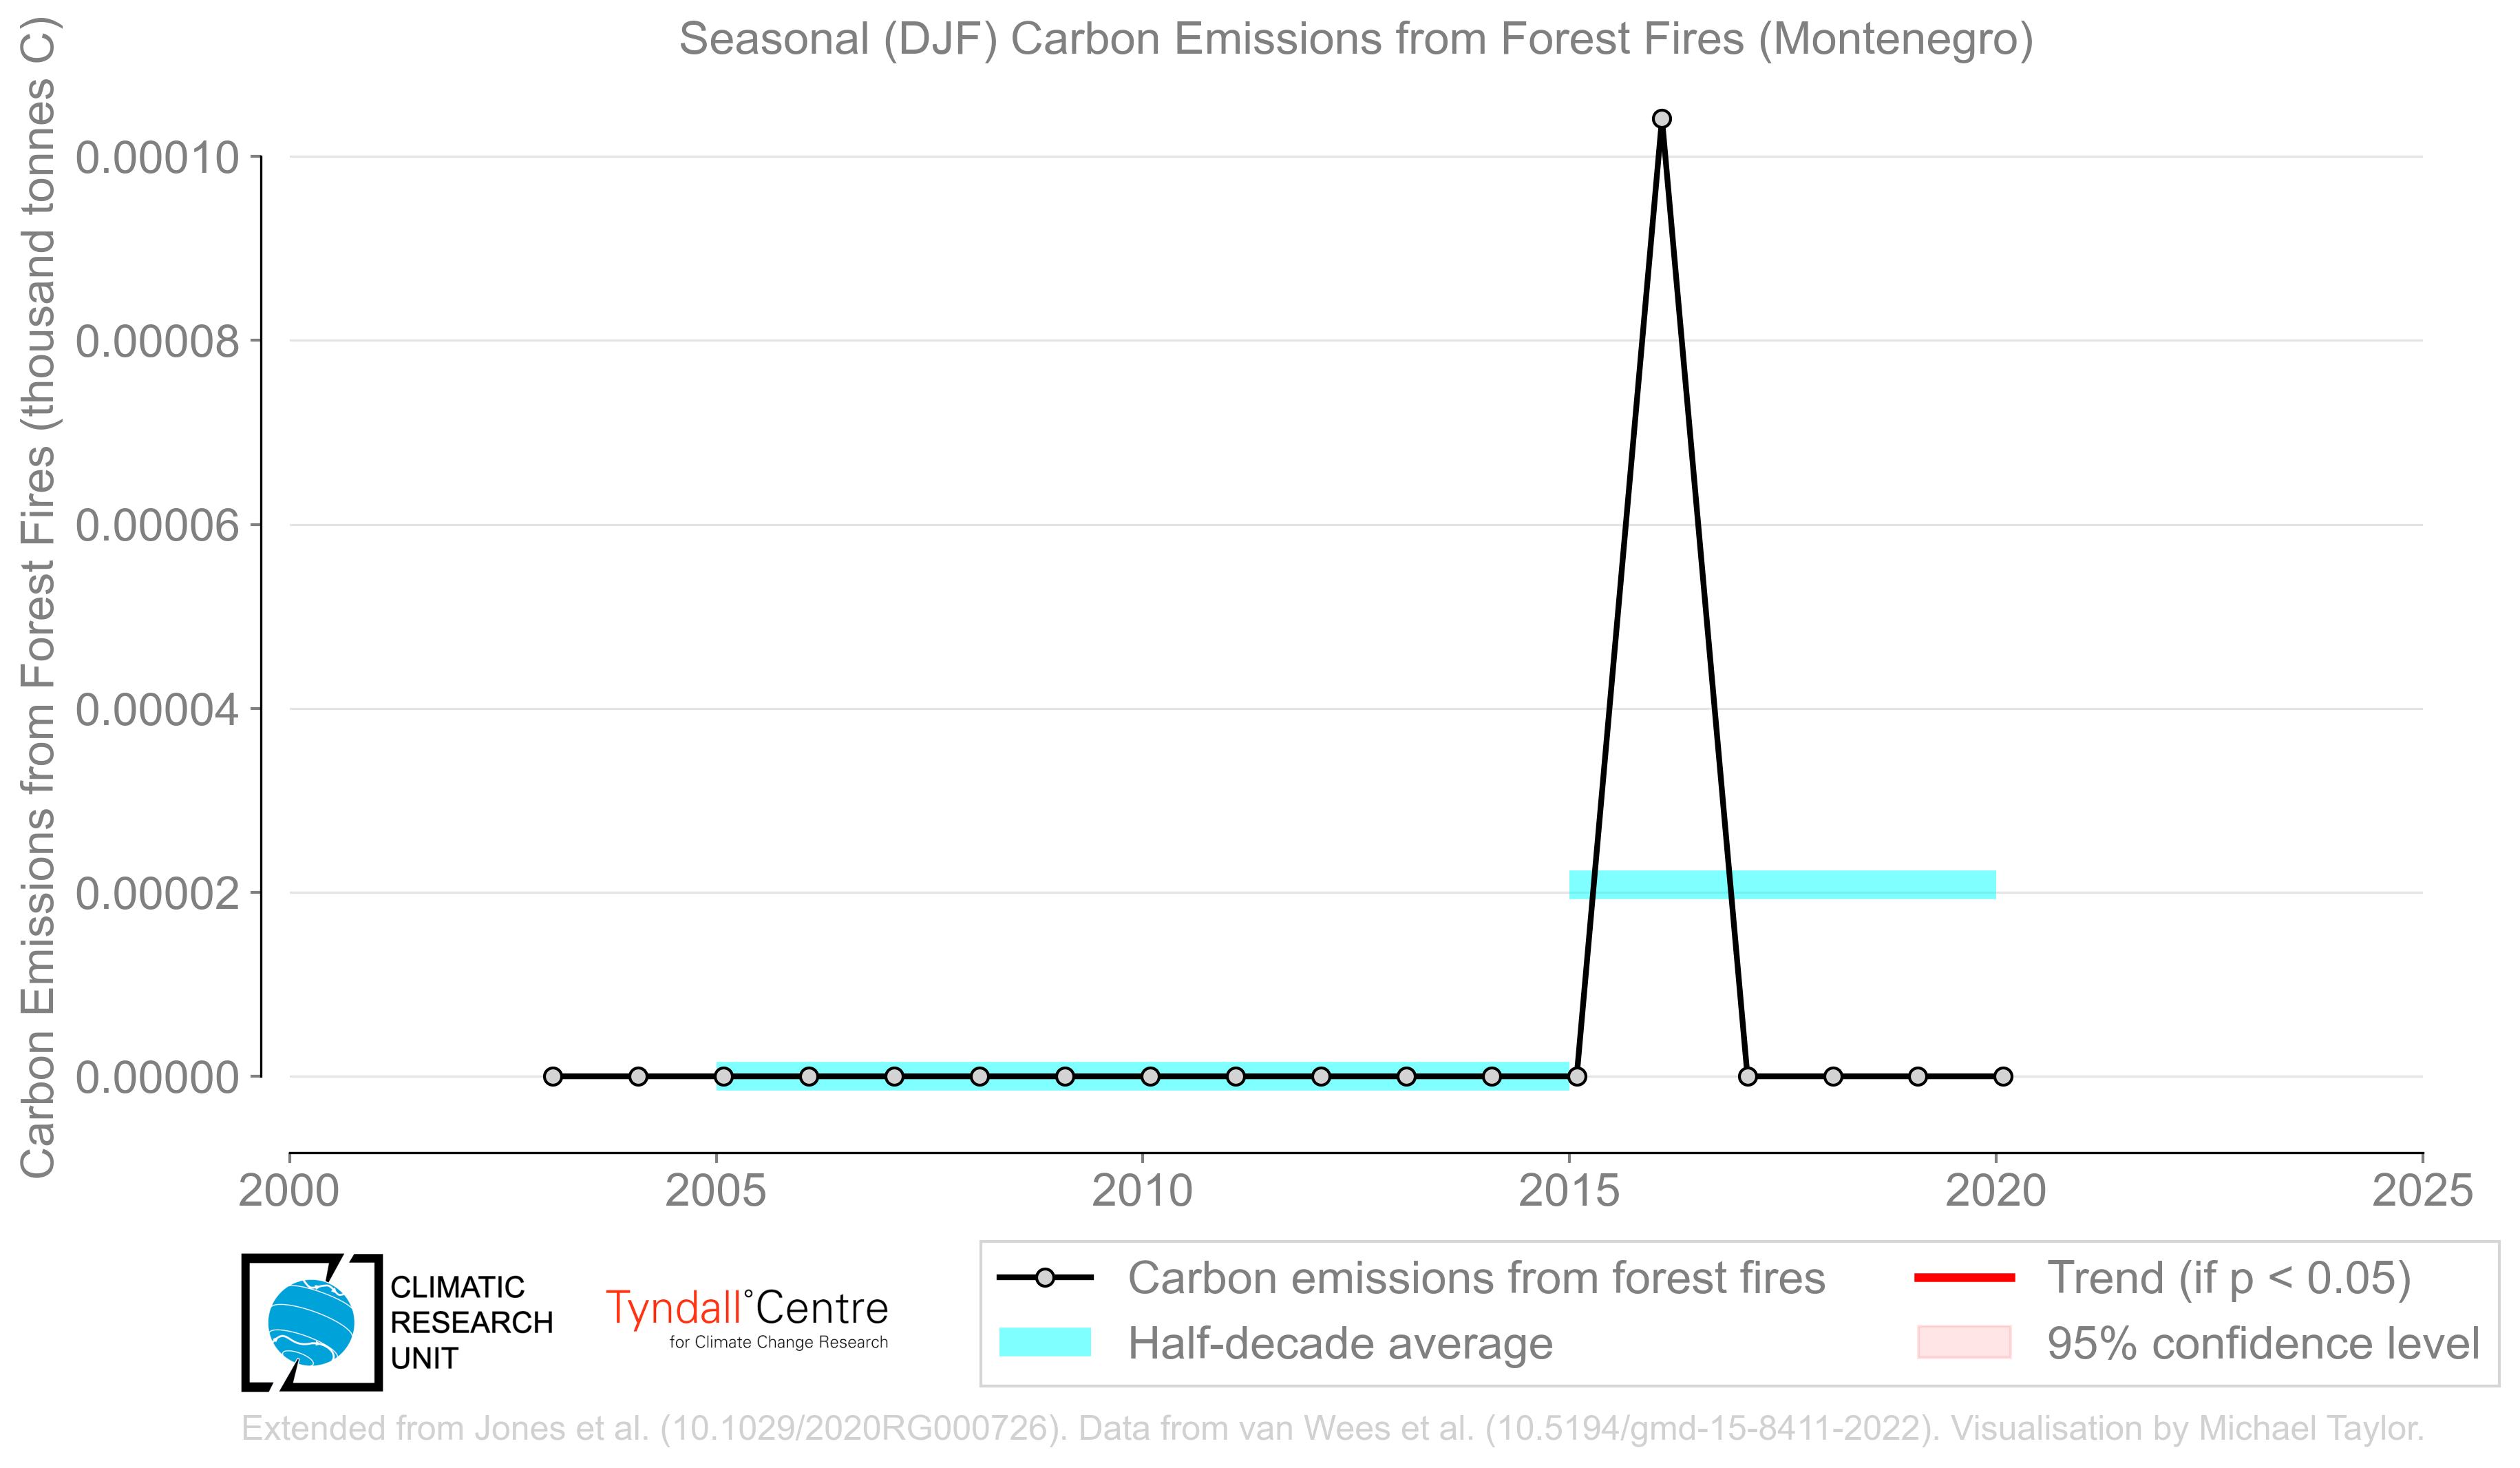 Seasonal (DJF) Carbon Emissions from Forest Fires (Montenegro)
Carbon Emissions from Forest Fires (thousand tonnes C)
0.00010
0.00008
0.00006
0.00004
0.00002
0.00000
2000 2005 2010 2015 2020 2025
Carbon emissions from forest fires
Half-decade average
Trend (if p < 0.05)
95% confidence level
CLIMATIC
RESEARCH
UNIT
Tyndall°Centre
for Climate Change Research
Extended from Jones et al. (10.1029/2020RG000726). Data from van Wees et al. (10.5194/gmd-15-8411-2022). Visualisation by Michael Taylor.